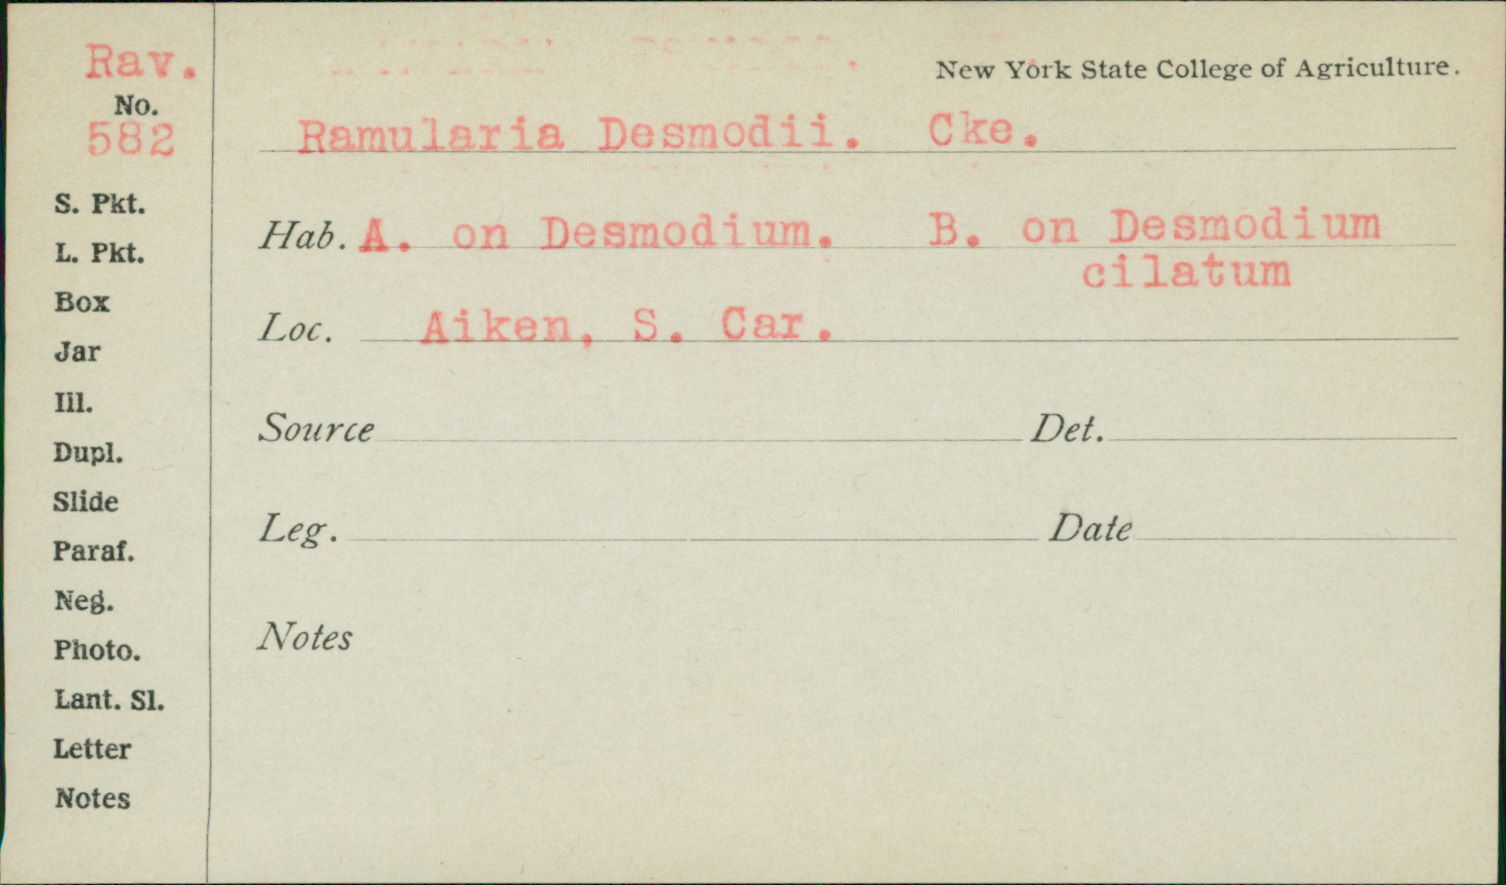 Rav.
No.
582
S. Pkt.
L. Pkt.
Box
Jar
Ill.
Dupl.
Slide
Paraf.
Neg.
Photo.
Lant. Sl.
Letter
Notes
New York State College of Agriculture.
Ramularia Desmodii. Cke.
Hab. A. on Desmodium. B. on Desmodium
cilatum
Loc. Aiken, S. Car.
Source Det.
Leg. Date
Notes